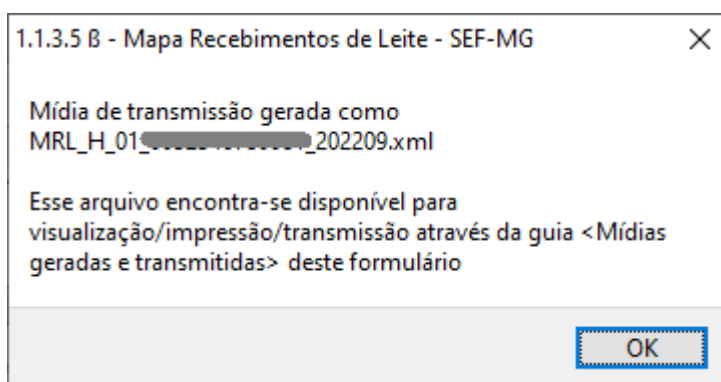 1.1.3.5 ß - Mapa Recebimentos de Leite - SEF-MG
Mídia de transmissão gerada como
MRL_H_01_ _202209.xml
Esse arquivo encontra-se disponível para
visualização/impressão/transmissão através da guia <Mídias
geradas e transmitidas> deste formulário
OK